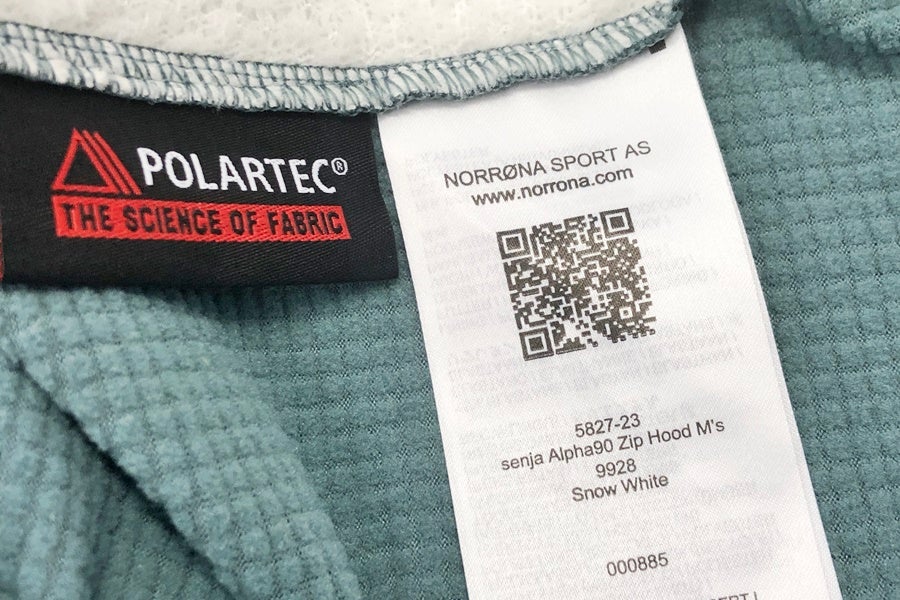 POLARTEC®
THE SCIENCE OF FABRIC
NORRØNA SPORT AS
www.norrona.com
5827-23
senja Alpha90 Zip Hood M's
9928
Snow White
000885